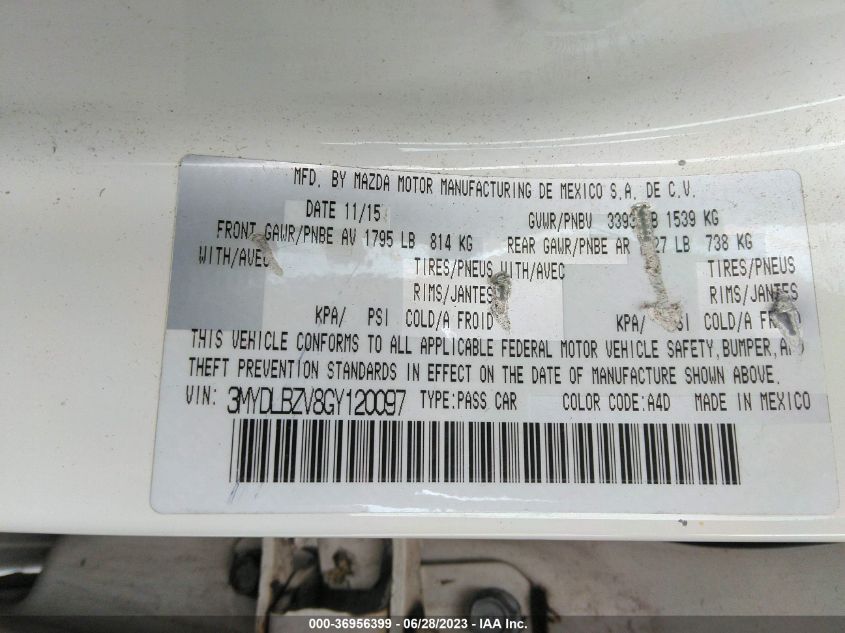 MFD. BY MAZDA MOTOR MANUFACTURING DE MEXICO S.A. DE C.V.
DATE 11/15 GVWR/PNBV 1539 KG
FRONT GAWR/PNBE AV 1795 LB 814 KG REAR GAWR/PNBE AR LB 738 KG
WITH/AVEC TIRES/PNEUS WITH/AVEC TIRES/PNEUS
RIMS/JANTES RIMS/JANTES
KPA/ PSI COLD/A FROID KPA/ PSI COLD/A FROID
THIS VEHICLE CONFORMS TO ALL APPLICABLE FEDERAL MOTOR VEHICLE SAFETY, BUMPER, AND
THEFT PREVENTION STANDARDS IN EFFECT ON THE DATE OF MANUFACTURE SHOWN ABOVE.
VIN: 3MYDLBZV8GY120097 TYPE:PASS CAR COLOR CODE:A4D MADE IN MEXICO
000-36956399 - 06/28/2023 - IAA Inc.